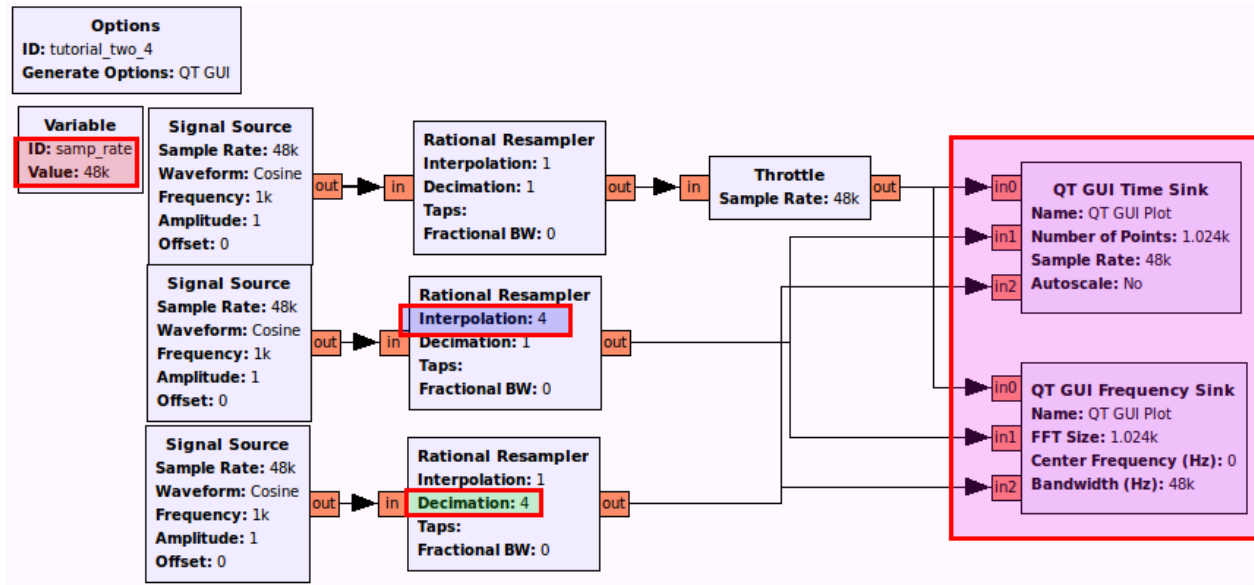 Options
ID: tutorial_two_4
Generate Options: QT GUI
Variable
ID: samp_rate
Value: 48k
Signal Source
Sample Rate: 48k
Waveform: Cosine
Frequency: 1k
Amplitude: 1
Offset: 0
out
in
Rational Resampler
Interpolation: 1
Decimation: 1
Taps:
Fractional BW: 0
out
in
Throttle
Sample Rate: 48k
out
in0
in1
in2
QT GUI Time Sink
Name: QT GUI Plot
Number of Points: 1.024k
Sample Rate: 48k
Autoscale: No
Signal Source
Sample Rate: 48k
Waveform: Cosine
Frequency: 1k
Amplitude: 1
Offset: 0
out
in
Rational Resampler
Interpolation: 4
Decimation: 1
Taps:
Fractional BW: 0
out
in0
in1
in2
QT GUI Frequency Sink
Name: QT GUI Plot
FFT Size: 1.024k
Center Frequency (Hz): 0
Bandwidth (Hz): 48k
Signal Source
Sample Rate: 48k
Waveform: Cosine
Frequency: 1k
Amplitude: 1
Offset: 0
out
in
Rational Resampler
Interpolation: 1
Decimation: 4
Taps:
Fractional BW: 0
out